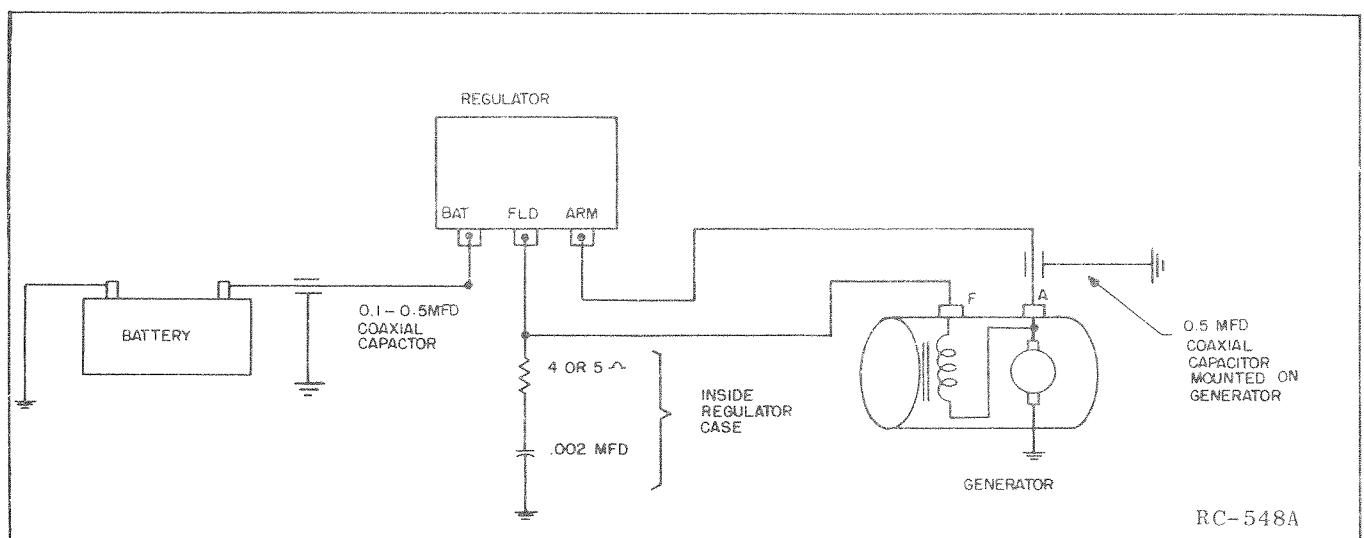 REGULATOR
BAT FLD ARM
BATTERY
0.1-0.5MFD
COAXIAL
CAPACTOR
4 OR 5
.002 MFD
INSIDE
REGULATOR
CASE
F
A
0.5 MFD
COAXIAL
CAPACITOR
MOUNTED ON
GENERATOR
GENERATOR
RC-548A